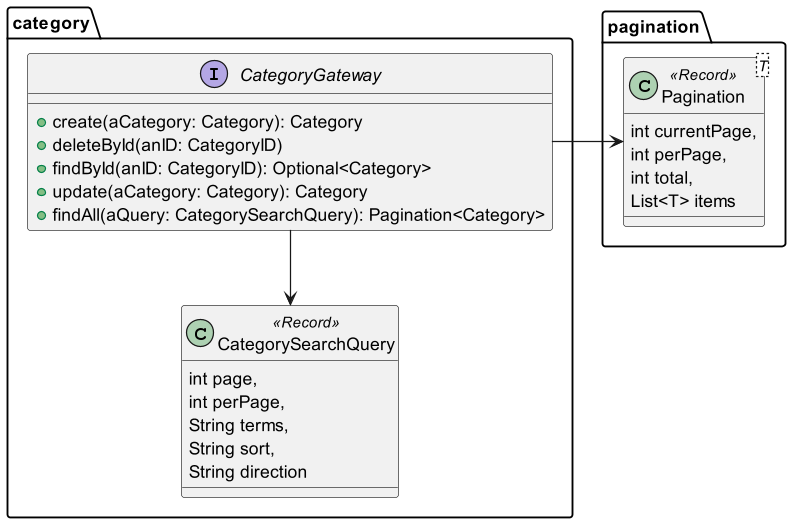 category
I
CategoryGateway
create(aCategory: Category): Category
deleteById(anID: CategoryID)
findById(anID: CategoryID): Optional<Category>
update(aCategory: Category): Category
findAll(aQuery: CategorySearchQuery): Pagination<Category>
C
«Record»
CategorySearchQuery
int page,
int perPage,
String terms,
String sort,
String direction
pagination
T
C
«Record»
Pagination
int currentPage,
int perPage,
int total,
List<T> items